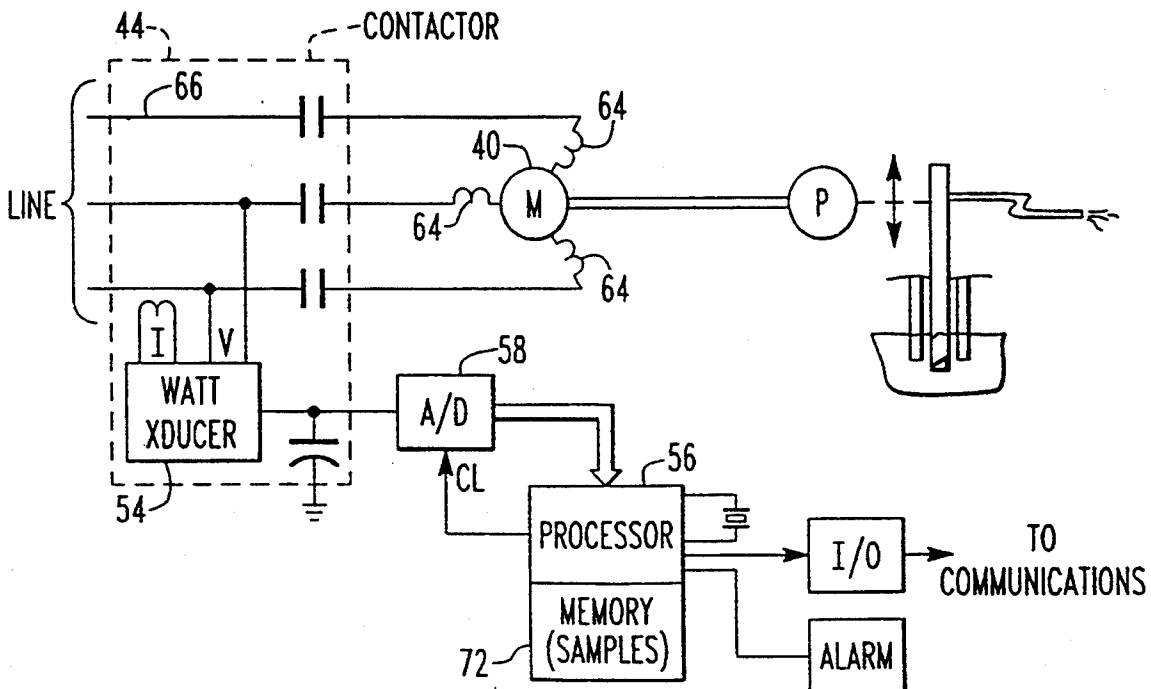 44
CONTACTOR
66
64
40
LINE
M
P
64
64
I
V
58
WATT
XDUCER
A/D
54
CL
56
PROCESSOR
I/O
TO
COMMUNICATIONS
MEMORY
(SAMPLES)
72
ALARM